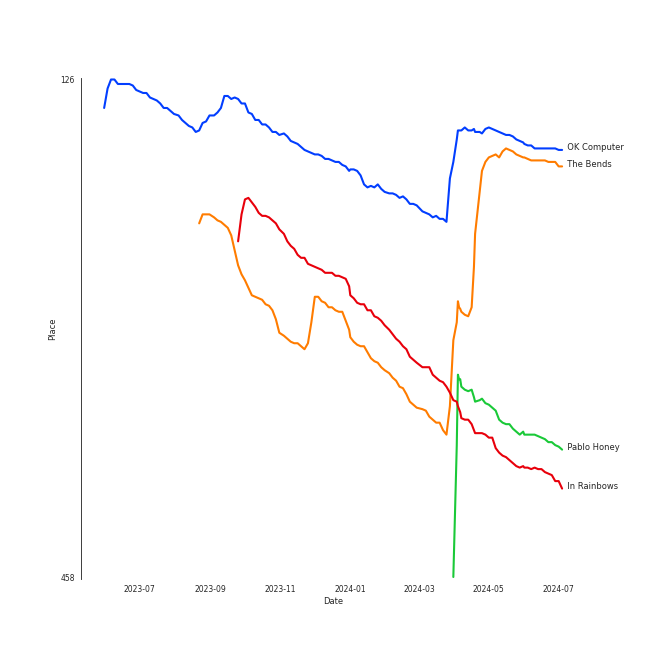 126
OK Computer
The Bends
Place
Pablo Honey
In Rainbows
458
2023-07 2023-09 2023-11 2024-01 2024-03 2024-05 2024-07
Date